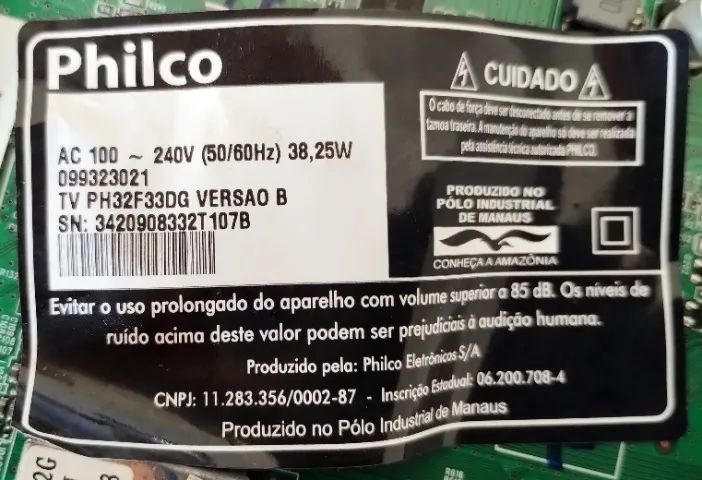 Philco
AC 100 ~ 240V (50/60Hz) 38,25W
099323021
TV PH32F33DG VERSAO B
SN: 3420908332T107B
CUIDADO
O cabo de força deve ser desconectado antes de se remover a
tamoa traseira. A manutenção do aparelho só deve ser realizada
pela assistência técnica autorizada PHILCO.
PRODUZIDO NO
PÓLO INDUSTRIAL
DE MANAUS
CONHEÇA A AMAZÔNIA
Evitar o uso prolongado do aparelho com volume superior a 85 dB. Os níveis de
ruído acima deste valor podem ser prejudiciais à audição humana.
Produzido pela: Philco Eletrônicos S/A
CNPJ: 11.283.356/0002-87 - Inscrição Estadual: 06.200.708-4
Produzido no Pólo Industrial de Manaus
2G